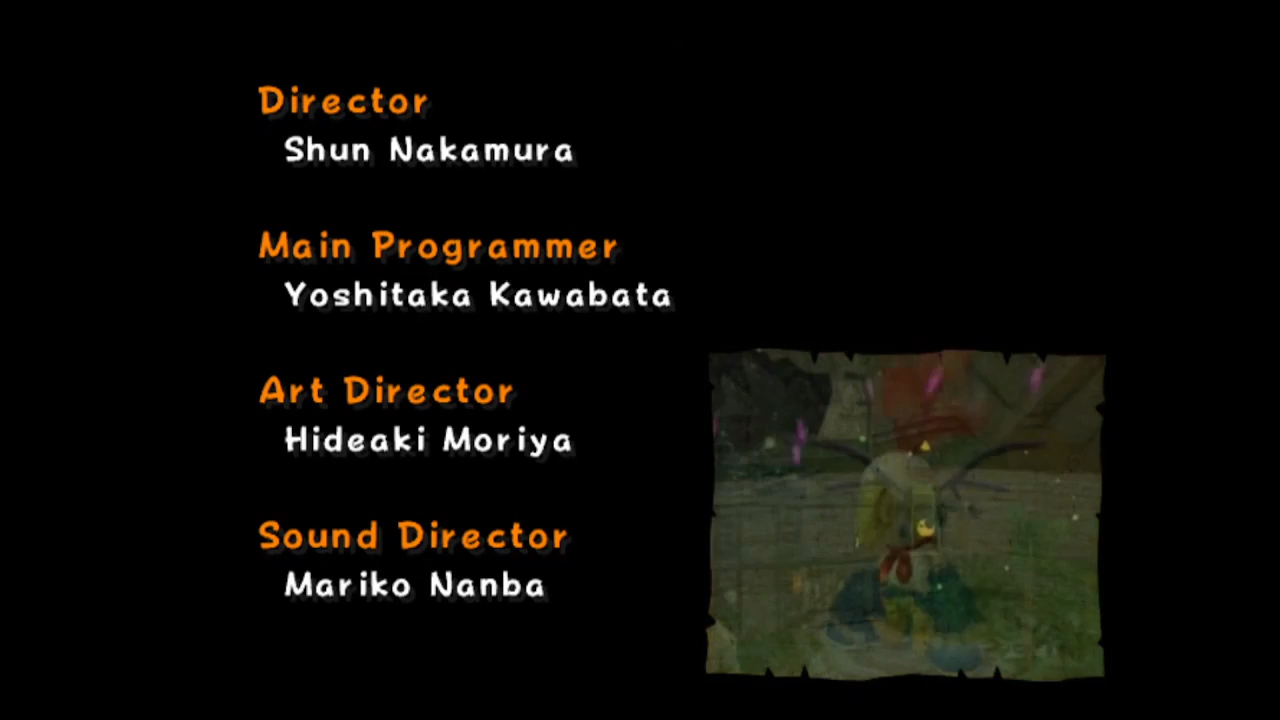 Director
Shun Nakamura
Main Programmer
Yoshitaka Kawabata
Art Director
Hideaki Moriya
Sound Director
Mariko Nanba